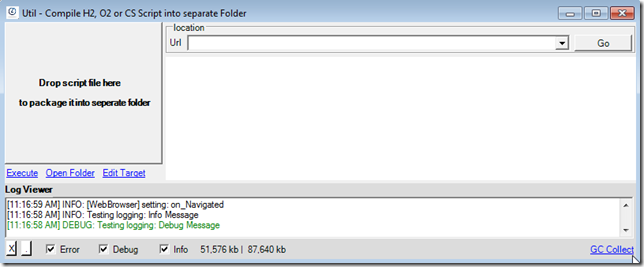 Util - Compile H2, O2 or CS Script into separate Folder
location
Url
Go
Drop script file here
to package it into seperate folder
Execute Open Folder Edit Target
Log Viewer
[11:16:59 AM] INFO: [WebBrowser] setting: on_Navigated
[11:16:58 AM] INFO: Testing logging: Info Message
[11:16:58 AM] DEBUG: Testing logging: Debug Message
X . Error Debug Info 51,576 kb | 87,640 kb GC Collect